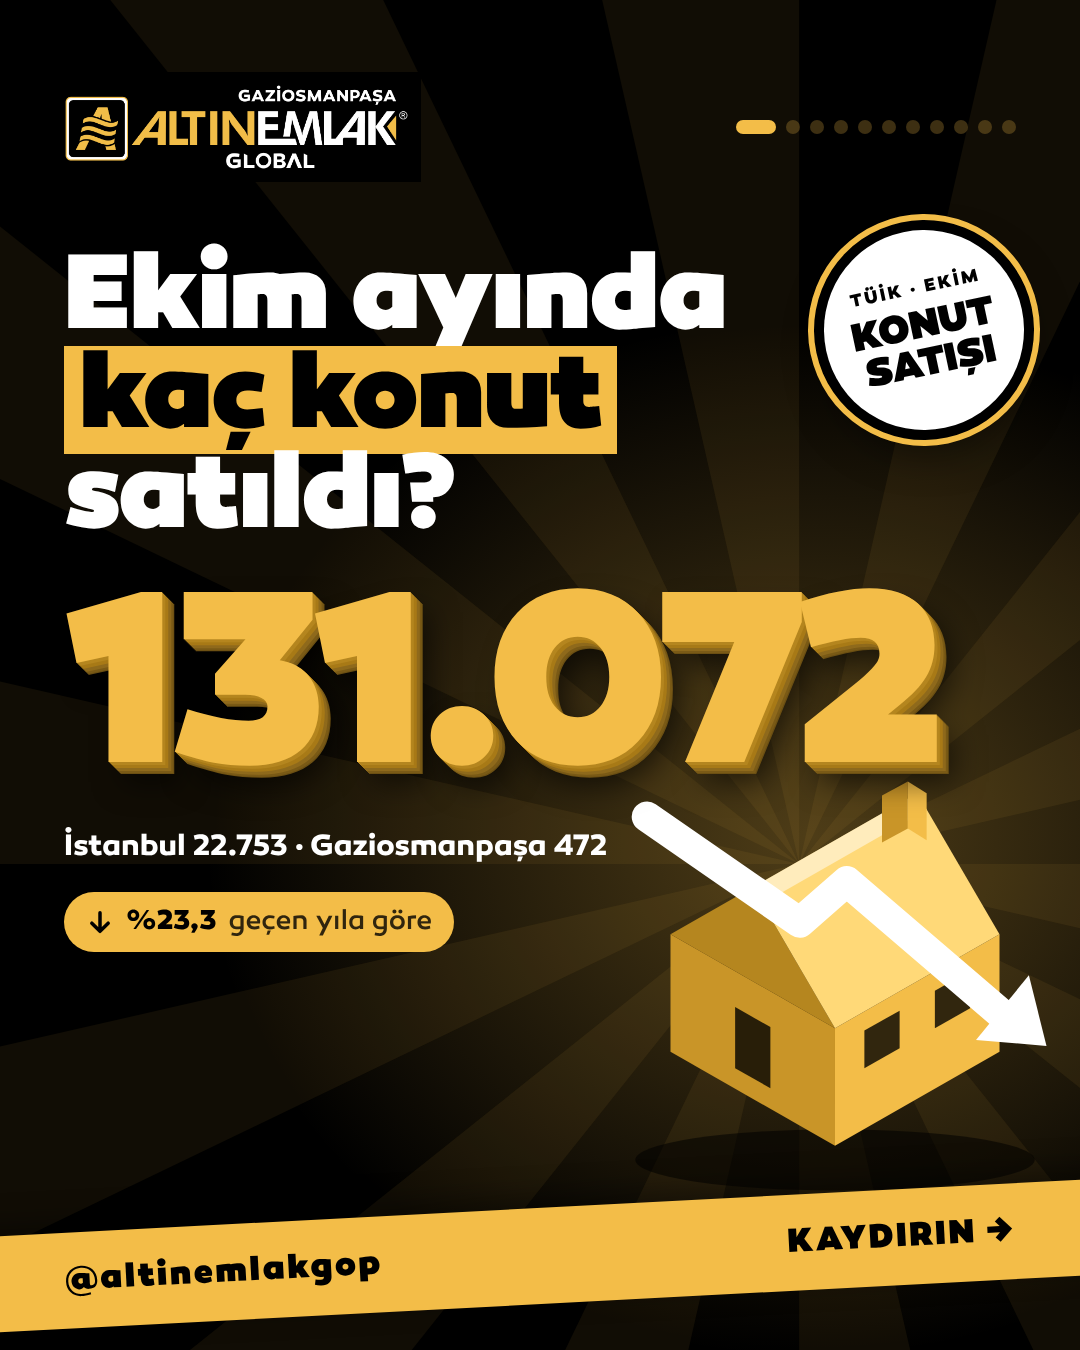 GAZİOSMANPAŞA
ALTINEMLAK®
GLOBAL
Ekim ayında
kaç konut
satıldı?
TÜİK · EKİM
KONUT
SATIŞI
131.072
İstanbul 22.753 · Gaziosmanpaşa 472
↓ %23,3 geçen yıla göre
@altinemlakgop
KAYDIRIN →